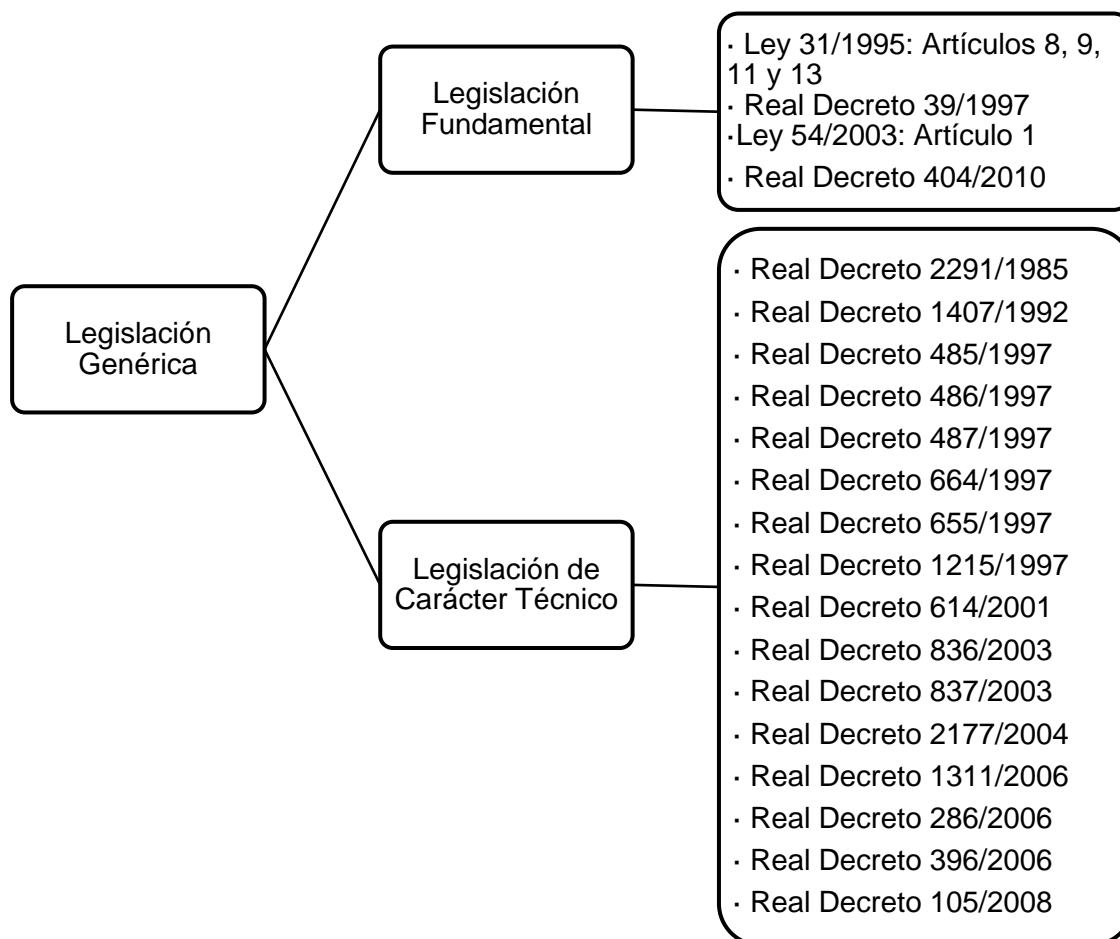 Legislación
Genérica
Legislación
Fundamental
· Ley 31/1995: Artículos 8, 9,
11 y 13
· Real Decreto 39/1997
·Ley 54/2003: Artículo 1
· Real Decreto 404/2010
Legislación de
Carácter Técnico
· Real Decreto 2291/1985
· Real Decreto 1407/1992
· Real Decreto 485/1997
· Real Decreto 486/1997
· Real Decreto 487/1997
· Real Decreto 664/1997
· Real Decreto 655/1997
· Real Decreto 1215/1997
· Real Decreto 614/2001
· Real Decreto 836/2003
· Real Decreto 837/2003
· Real Decreto 2177/2004
· Real Decreto 1311/2006
· Real Decreto 286/2006
· Real Decreto 396/2006
· Real Decreto 105/2008